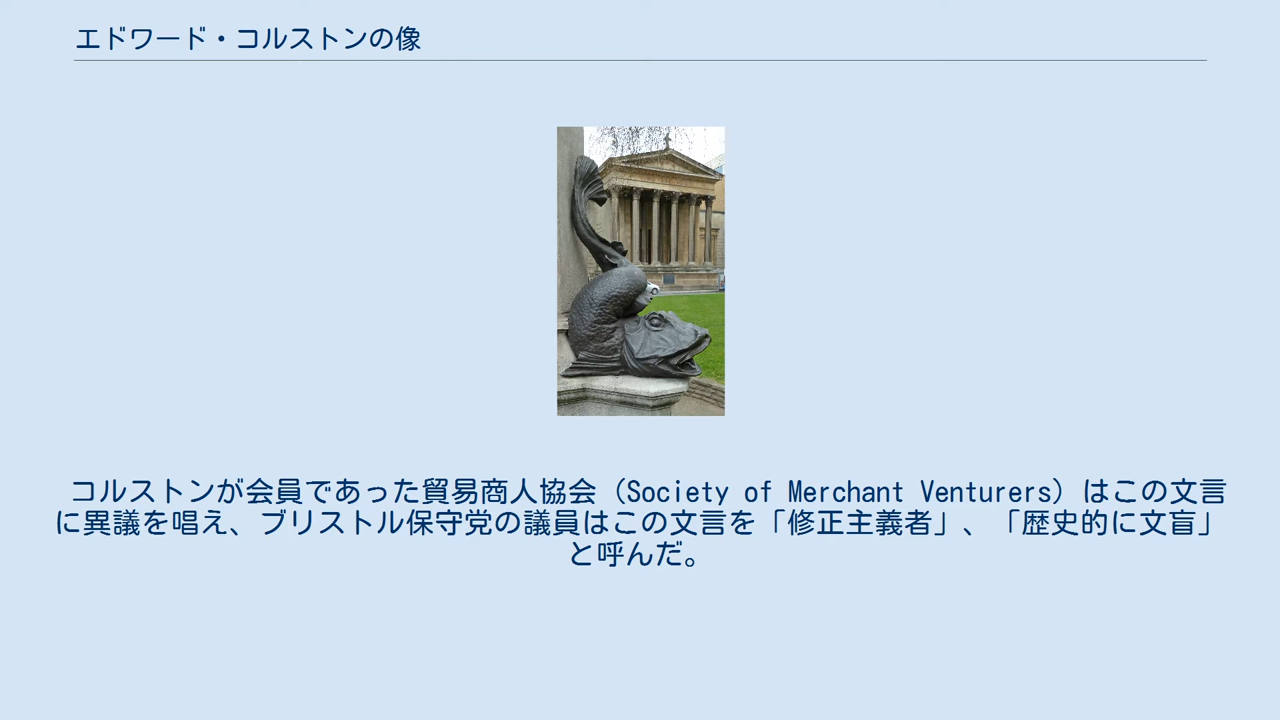 エドワード・コルストンの像
コルストンが会員であった貿易商人協会（Society of Merchant Venturers）はこの文言
に異議を唱え、ブリストル保守党の議員はこの文言を「修正主義者」、「歴史的に文盲」
と呼んだ。